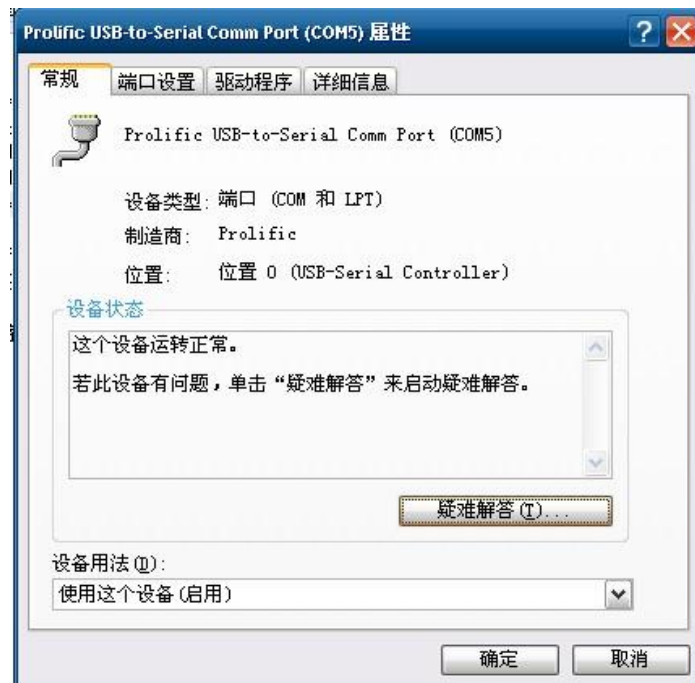 Prolific USB-to-Serial Comm Port (COM5) 属性
常规 端口设置 驱动程序 详细信息
Prolific USB-to-Serial Comm Port (COM5)
设备类型: 端口 (COM 和 LPT)
制造商: Prolific
位置: 位置 0 (USB-Serial Controller)
设备状态
这个设备运转正常。
若此设备有问题，单击“疑难解答”来启动疑难解答。
疑难解答(T)...
设备用法(D):
使用这个设备(启用)
确定 取消